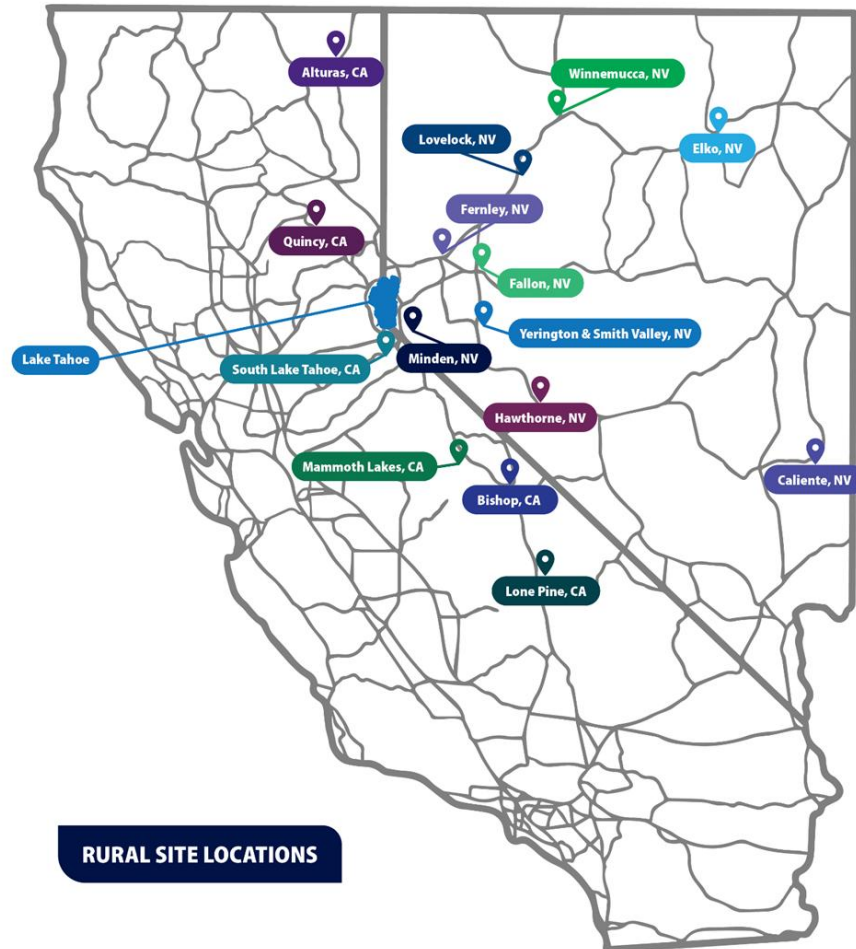 Alturas, CA
Winnemucca, NV
Elko, NV
Lovelock, NV
Fernley, NV
Quincy, CA
Fallon, NV
Yerington & Smith Valley, NV
Lake Tahoe
Minden, NV
South Lake Tahoe, CA
Hawthorne, NV
Mammoth Lakes, CA
Bishop, CA
Caliente, NV
Lone Pine, CA
RURAL SITE LOCATIONS